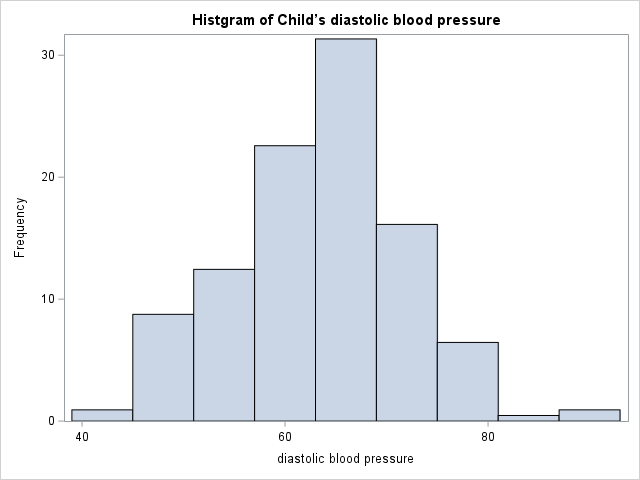 Histgram of Child's diastolic blood pressure
30
20
10
0
Frequency
40 60 80
diastolic blood pressure